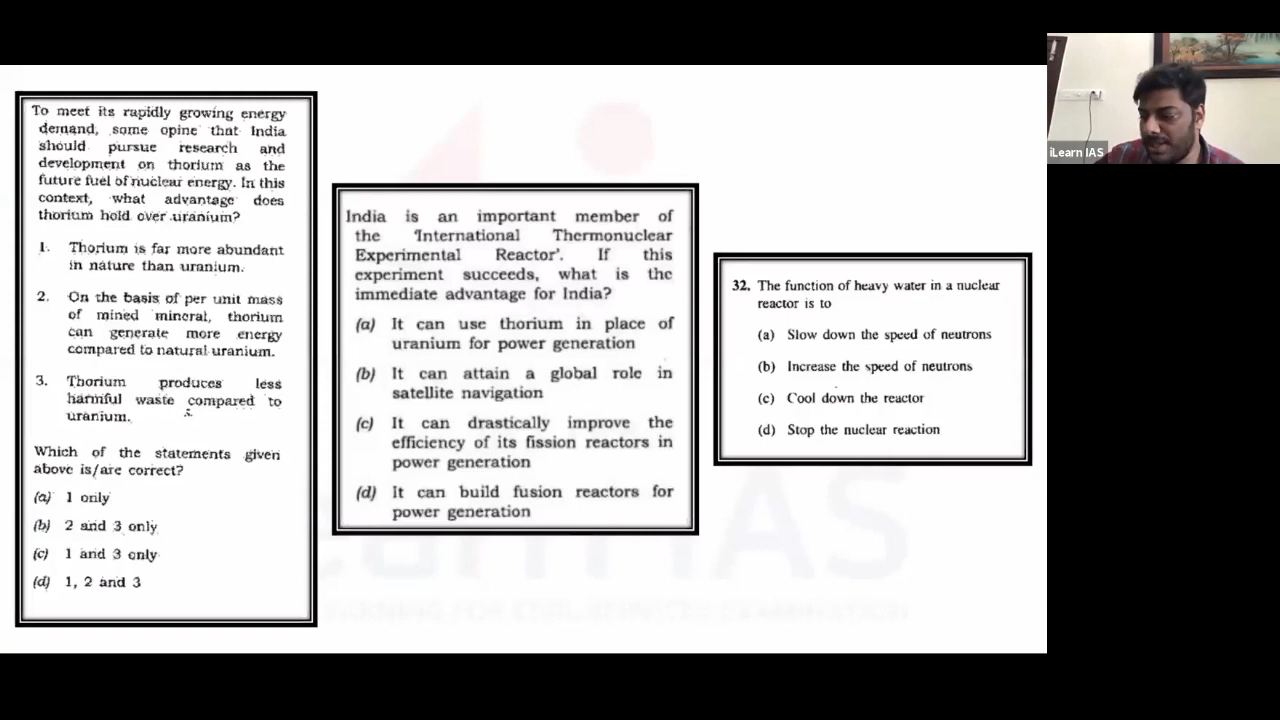 To meet its rapidly growing energy
demand, some opine that India
should pursue research and
development on thorium as the
future fuel of nuclear energy. In this
context, what advantage does
thorium hold over uranium?
1. Thorium is far more abundant
in nature than uranium.
2. On the basis of per unit mass
of mined mineral, thorium
can generate more energy
compared to natural uranium.
3. Thorium produces less
harmful waste compared to
uranium.
Which of the statements given
above is/are correct?
(a) 1 only
(b) 2 and 3 only
(c) 1 and 3 only
(d) 1, 2 and 3
India is an important member of
the 'International Thermonuclear
Experimental Reactor'. If this
experiment succeeds, what is the
immediate advantage for India?
(a) It can use thorium in place of
uranium for power generation
(b) It can attain a global role in
satellite navigation
(c) It can drastically improve the
efficiency of its fission reactors in
power generation
(d) It can build fusion reactors for
power generation
32. The function of heavy water in a nuclear
reactor is to
(a) Slow down the speed of neutrons
(b) Increase the speed of neutrons
(c) Cool down the reactor
(d) Stop the nuclear reaction
iLearn IAS